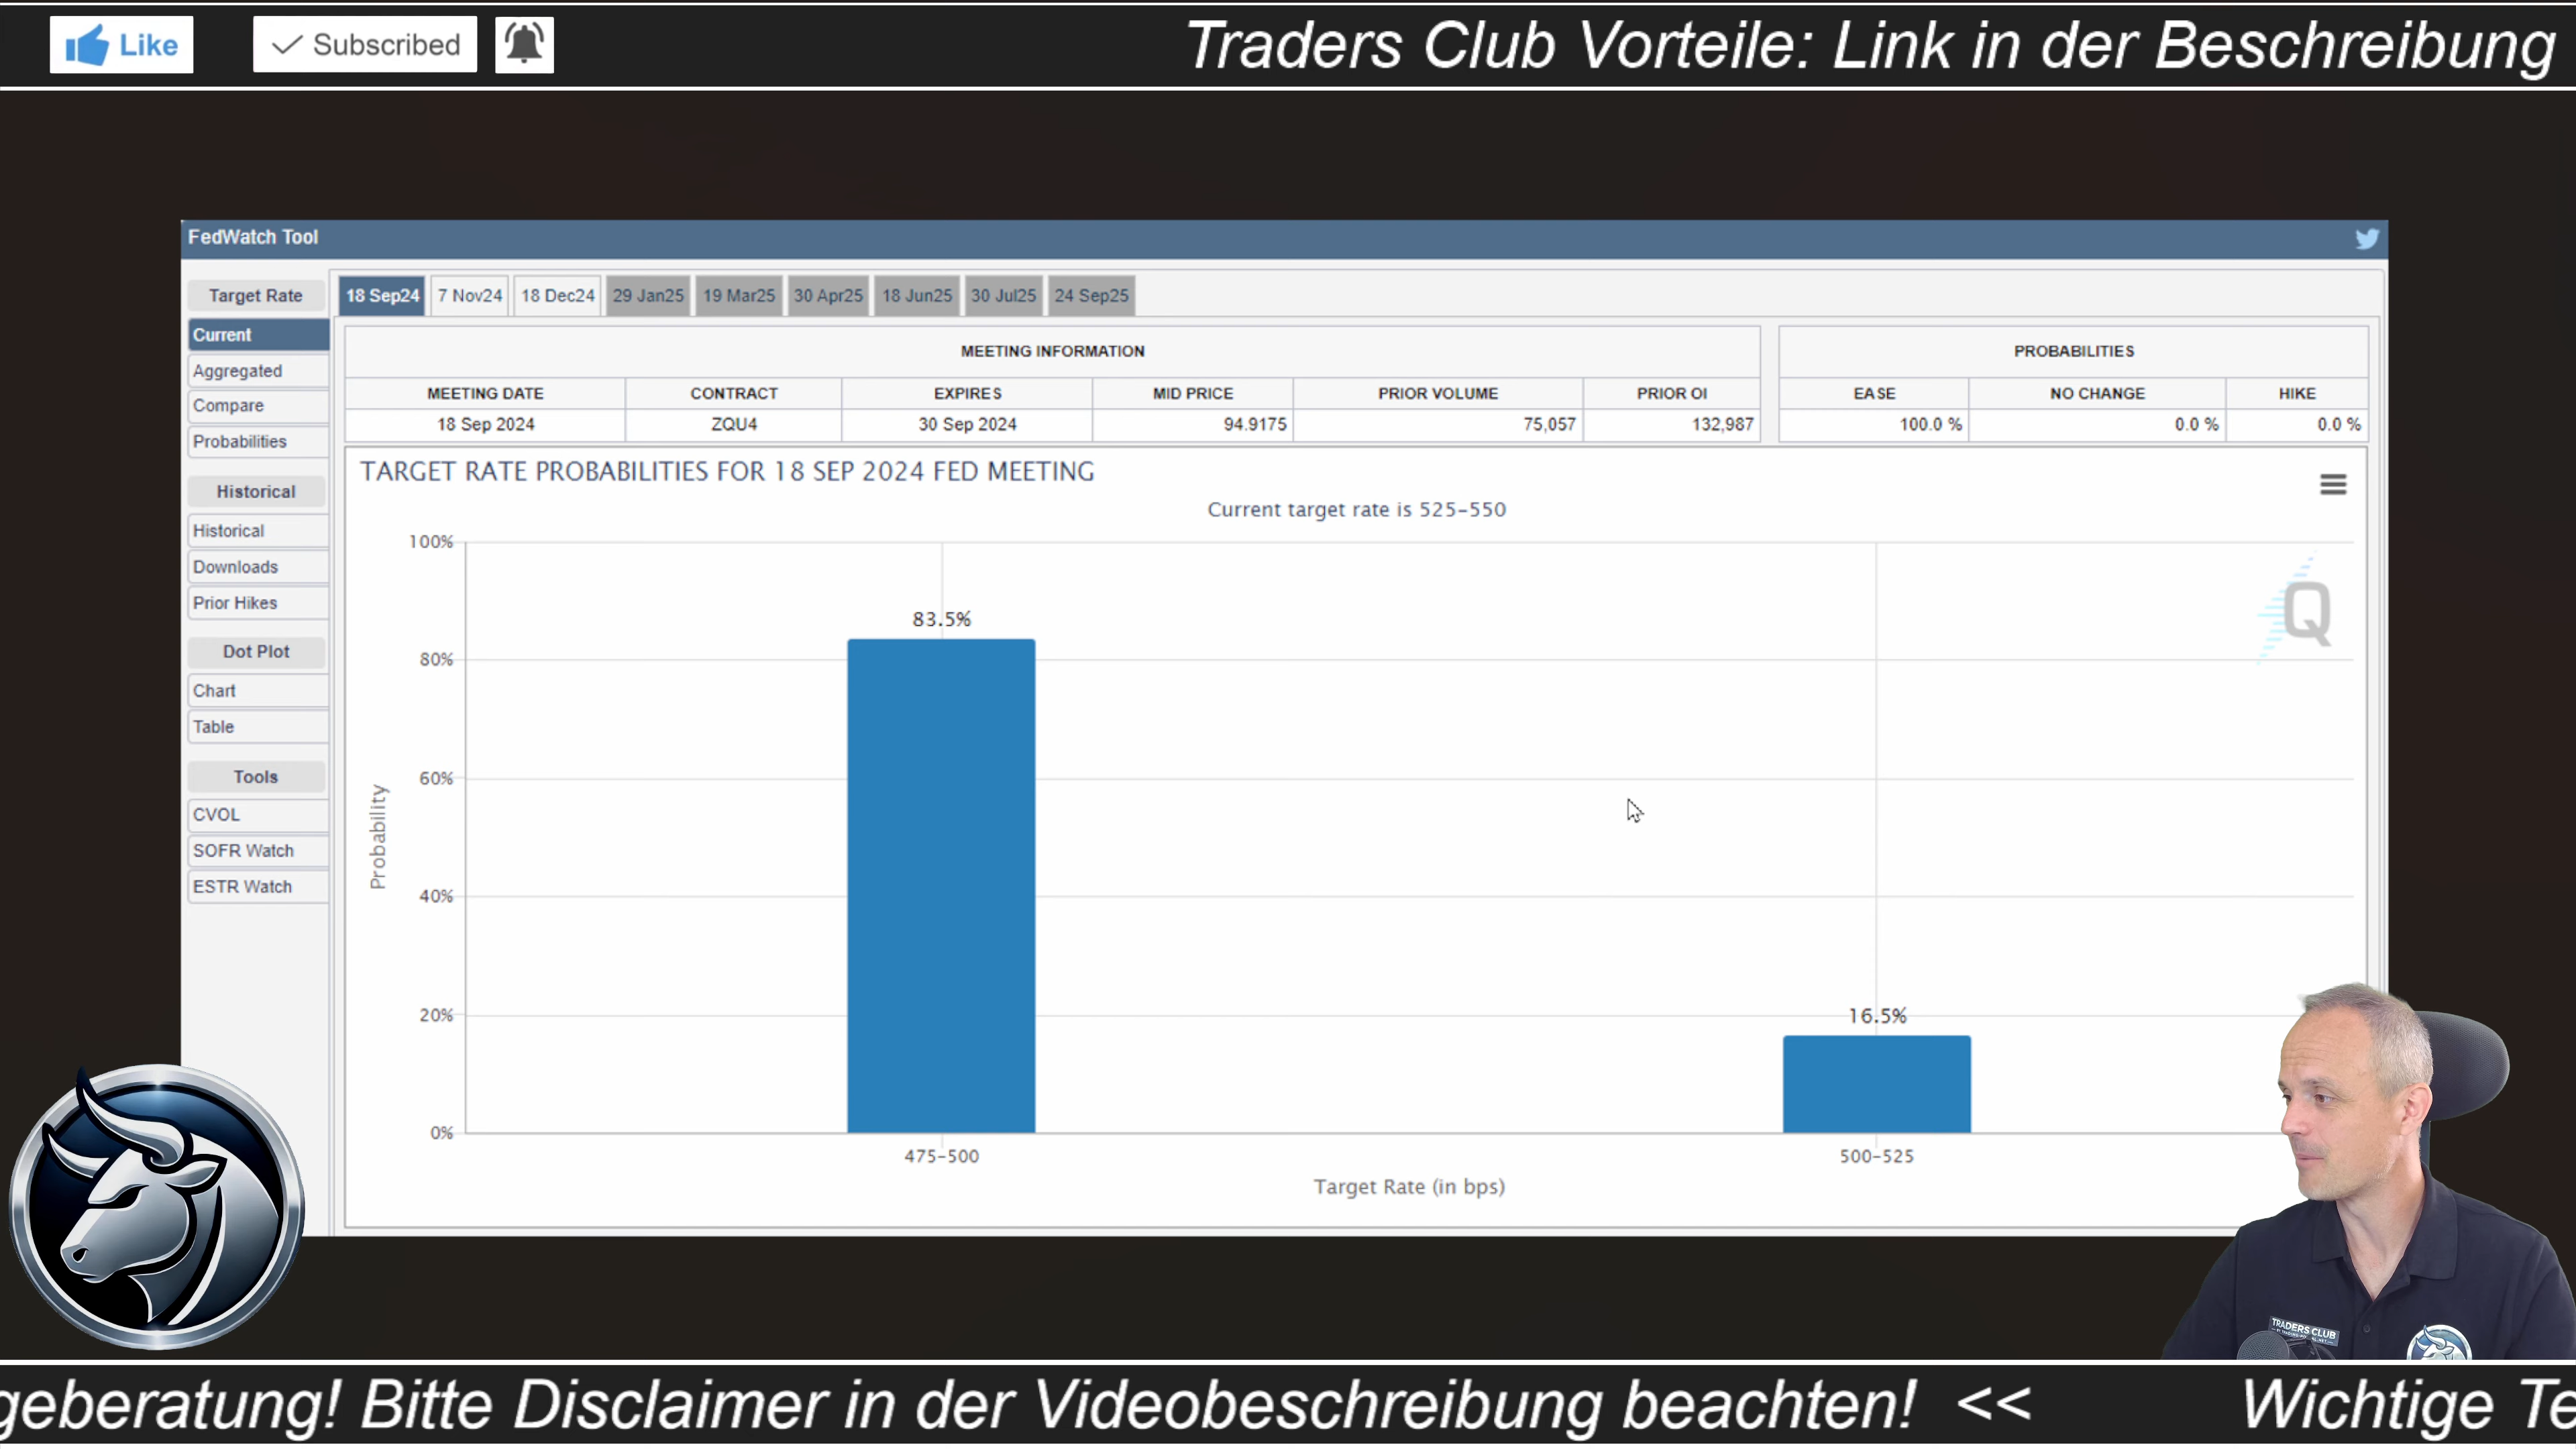 Like
Subscribed
Traders Club Vorteile: Link in der Beschreibung
FedWatch Tool
Target Rate
Current
Aggregated
Compare
Probabilities
Historical
Historical
Downloads
Prior Hikes
Dot Plot
Chart
Table
Tools
CVOL
SOFR Watch
ESTR Watch
18 Sep24 7 Nov24 18 Dec24 29 Jan25 19 Mar25 30 Apr25 18 Jun25 30 Jul25 24 Sep25
MEETING INFORMATION
MEETING DATE CONTRACT EXPIRES MID PRICE PRIOR VOLUME PRIOR OI
18 Sep 2024 ZQU4 30 Sep 2024 94.9175 75,057 132,987
PROBABILITIES
EASE NO CHANGE HIKE
100.0 % 0.0 % 0.0 %
TARGET RATE PROBABILITIES FOR 18 SEP 2024 FED MEETING
Current target rate is 525-550
Probability
100%
80%
60%
40%
20%
0%
83.5%
16.5%
475-500
500-525
Target Rate (in bps)
Q
TRADERS CLUB
geberatung! Bitte Disclaimer in der Videobeschreibung beachten! << Wichtige Te